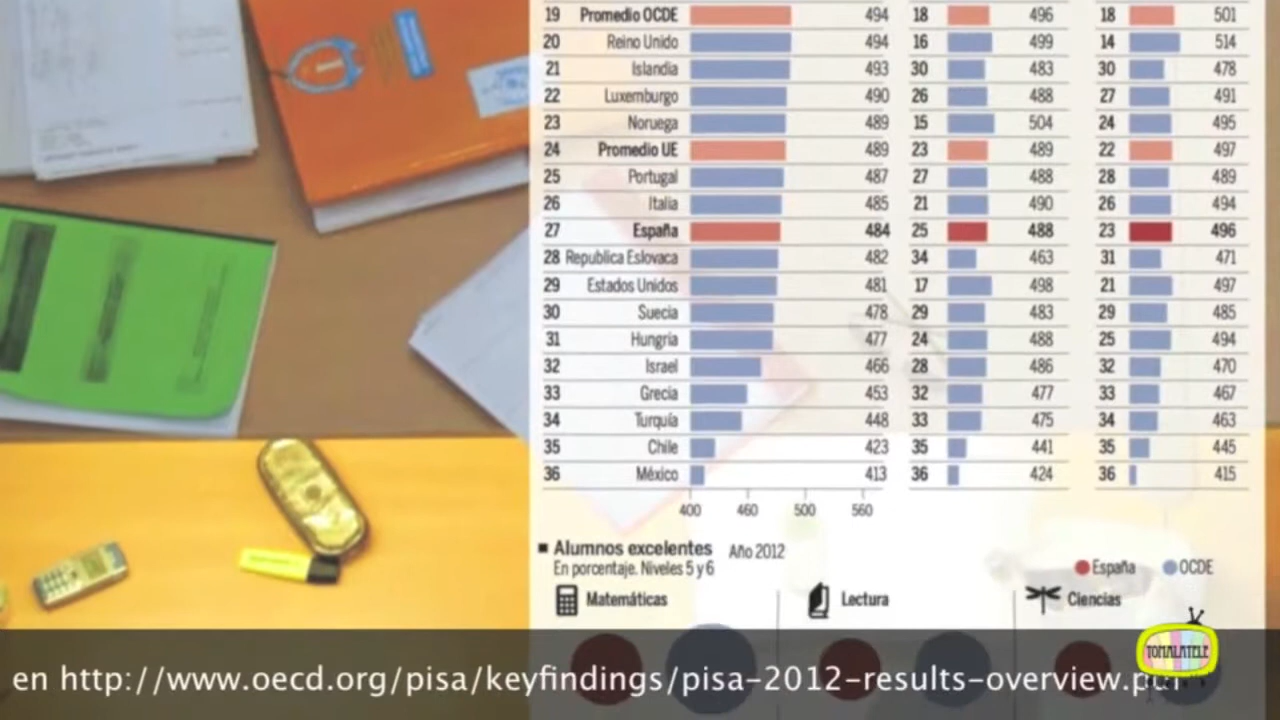 19 Promedio OCDE 494 18 496 18 501
20 Reino Unido 494 16 499 14 514
21 Islandia 493 30 483 30 478
22 Luxemburgo 490 26 488 27 491
23 Noruega 489 15 504 24 495
24 Promedio UE 489 23 489 22 497
25 Portugal 487 27 488 28 489
26 Italia 485 21 490 26 494
27 España 484 25 488 23 496
28 Republica Eslovaca 482 34 463 31 471
29 Estados Unidos 481 17 498 21 497
30 Suecia 478 29 483 29 485
31 Hungría 477 24 488 25 494
32 Israel 466 28 486 32 470
33 Grecia 453 32 477 33 467
34 Turquía 448 33 475 34 463
35 Chile 423 35 441 35 445
36 México 413 36 424 36 415
400 460 500 560
Alumnos excelentes Año 2012
En porcentaje. Niveles 5 y 6
España OCDE
Matemáticas Lectura Ciencias
TOMALATELE
en http://www.oecd.org/pisa/keyfindings/pisa-2012-results-overview.pdf